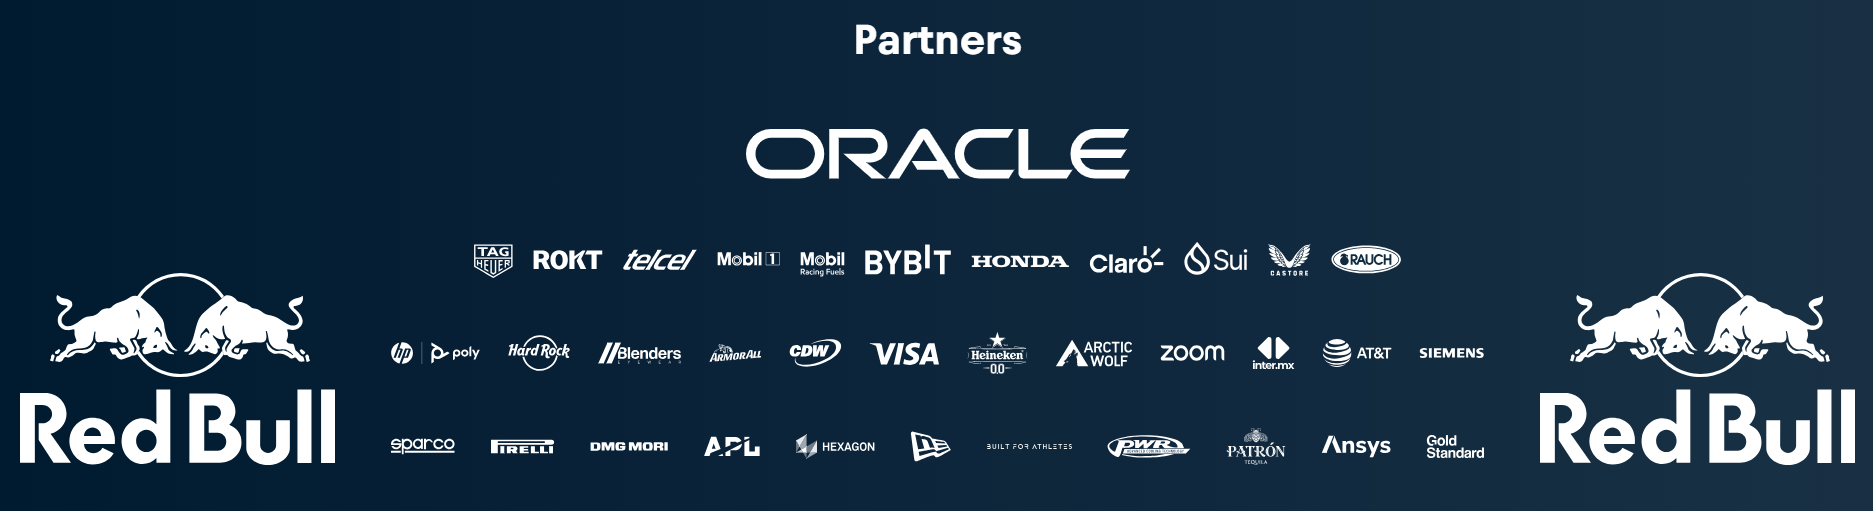 Partners
ORACLE
TAG HEUER ROKT telcel Mobil 1 Mobil Racing Fuels BYBIT HONDA Claro Sui CASTORE RAUCH
hp poly Hard Rock Blenders EYEWEAR ARMORALL CDW VISA Heineken 0.0 ARCTIC WOLF zoom inter.mx AT&T SIEMENS
Red Bull Red Bull
sparco PIRELLI DMG MORI APL HEXAGON NE BUILT FOR ATHLETES PWR PATRÓN TEQUILA Ansys Gold Standard